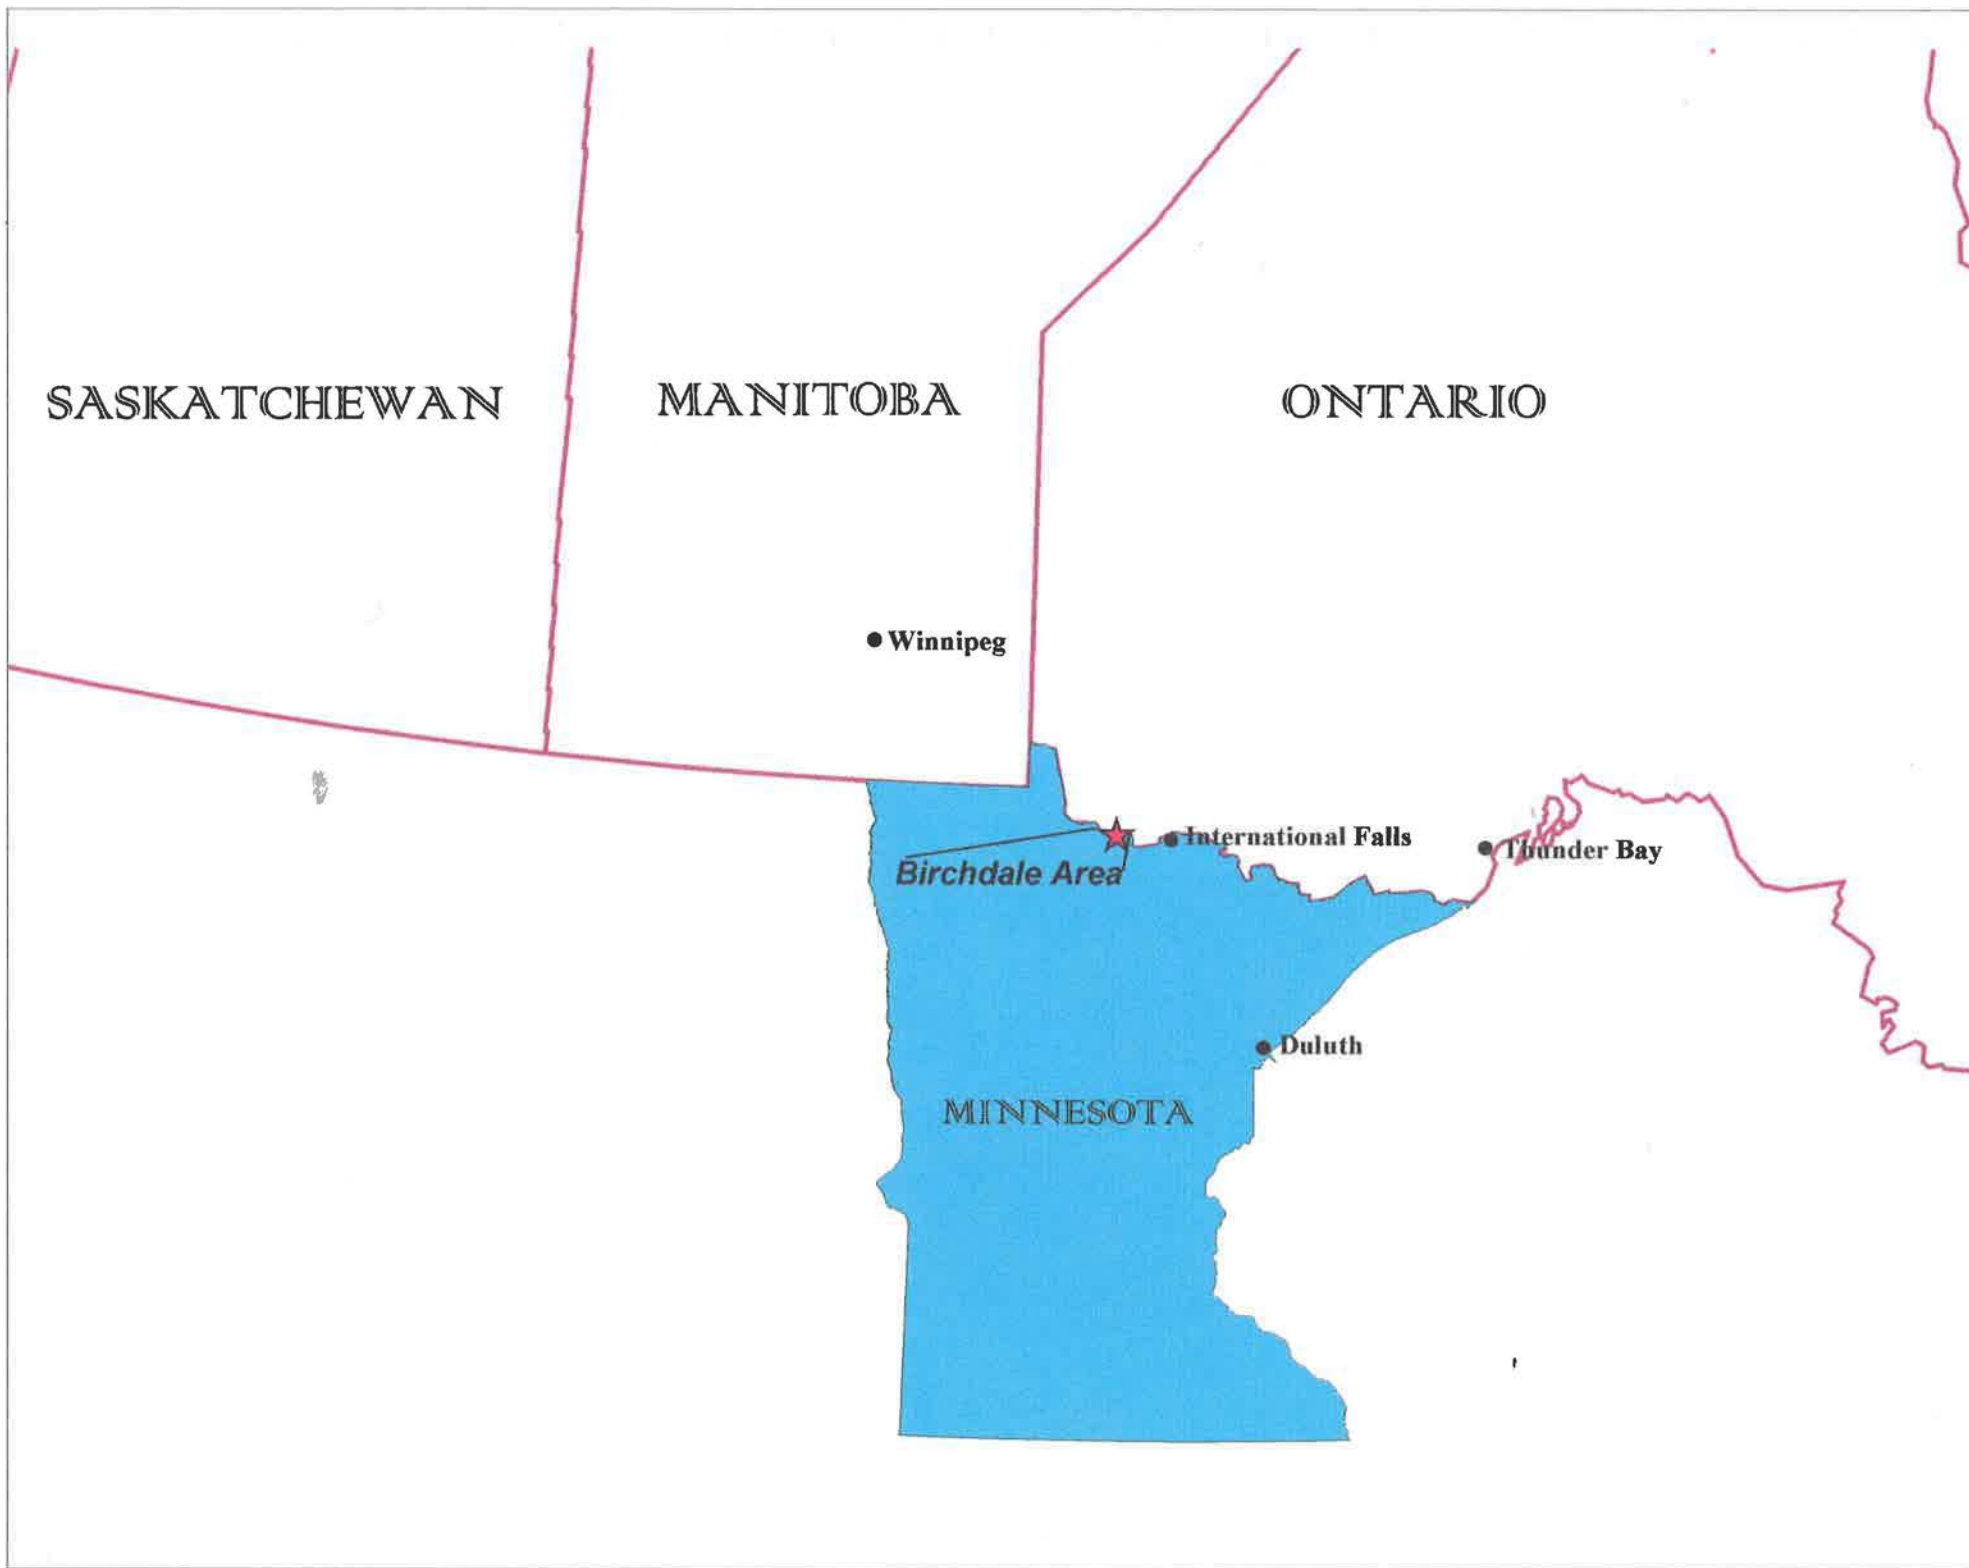 SASKATCHEWAN
MANITOBA
ONTARIO
Winnipeg
International Falls
Thunder Bay
Birchdale Area
Duluth
MINNESOTA